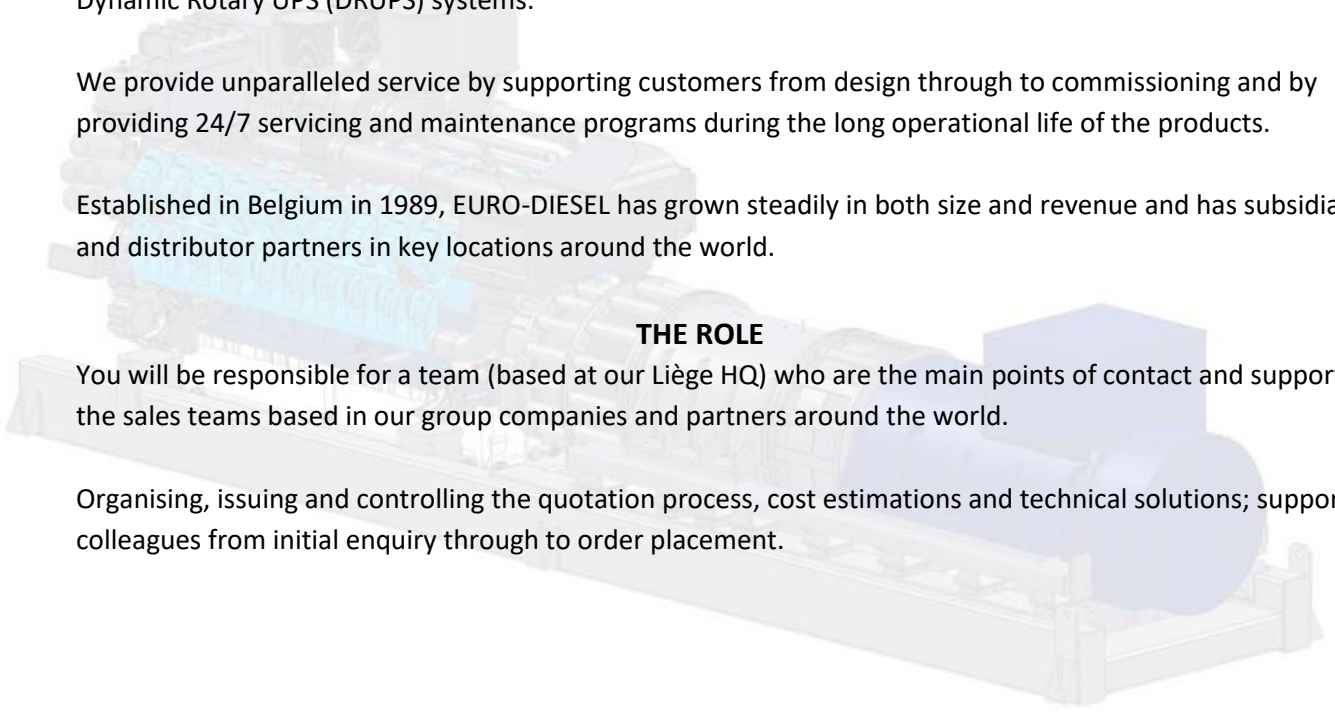 Dynamic Rotary UPS (DRUPS) systems.
We provide unparalleled service by supporting customers from design through to commissioning and by
providing 24/7 servicing and maintenance programs during the long operational life of the products.
Established in Belgium in 1989, EURO-DIESEL has grown steadily in both size and revenue and has
and distributor partners in key locations around the world.
THE ROLE
You will be responsible for a team (based at our Liège HQ) who are the main points of contact and
the sales teams based in our group companies and partners around the world.
Organising, issuing and controlling the quotation process, cost estimations and technical solutions;
colleagues from initial enquiry through to order placement.